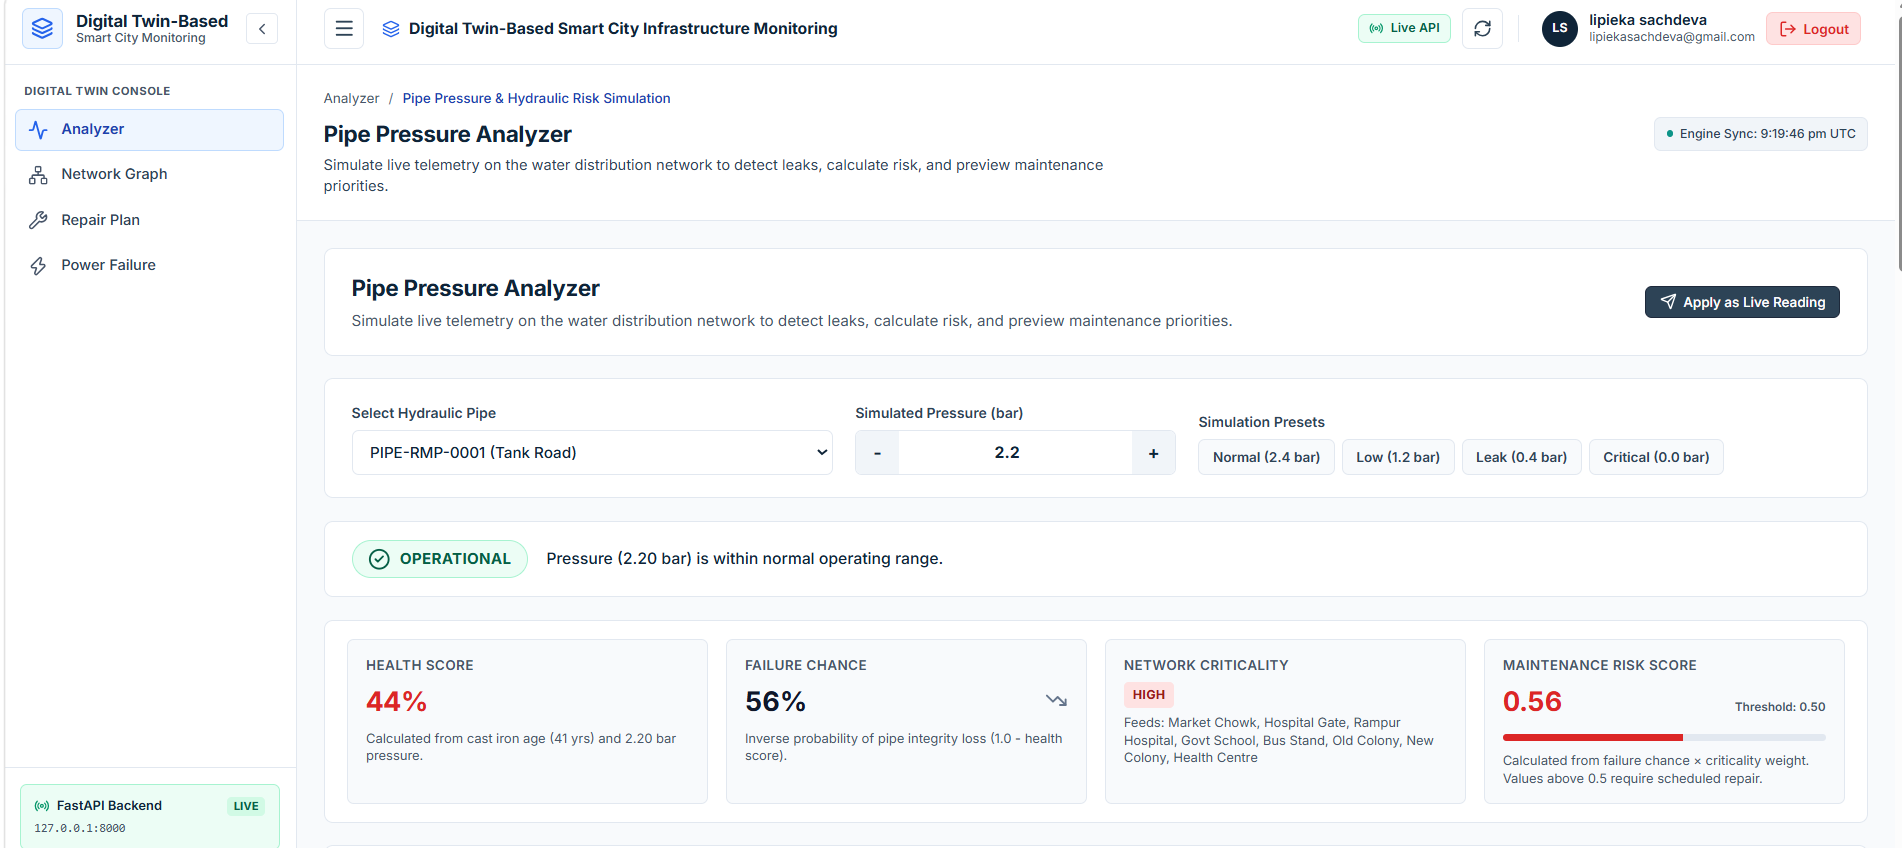 Digital Twin-Based
Smart City Monitoring
Digital Twin-Based Smart City Infrastructure Monitoring
Live API
LS
lipieka sachdeva
lipiekasachdeva@gmail.com
Logout
DIGITAL TWIN CONSOLE
Analyzer
Network Graph
Repair Plan
Power Failure
FastAPI Backend
LIVE
127.0.0.1:8000
Analyzer / Pipe Pressure & Hydraulic Risk Simulation
Pipe Pressure Analyzer
Simulate live telemetry on the water distribution network to detect leaks, calculate risk, and preview maintenance
priorities.
Engine Sync: 9:19:46 pm UTC
Pipe Pressure Analyzer
Simulate live telemetry on the water distribution network to detect leaks, calculate risk, and preview maintenance priorities.
Apply as Live Reading
Select Hydraulic Pipe
PIPE-RMP-0001 (Tank Road)
Simulated Pressure (bar)
- 2.2 +
Simulation Presets
Normal (2.4 bar)
Low (1.2 bar)
Leak (0.4 bar)
Critical (0.0 bar)
OPERATIONAL
Pressure (2.20 bar) is within normal operating range.
HEALTH SCORE
44%
Calculated from cast iron age (41 yrs) and 2.20 bar
pressure.
FAILURE CHANCE
56%
Inverse probability of pipe integrity loss (1.0 - health
score).
NETWORK CRITICALITY
HIGH
Feeds: Market Chowk, Hospital Gate, Rampur
Hospital, Govt School, Bus Stand, Old Colony, New
Colony, Health Centre
MAINTENANCE RISK SCORE
0.56
Threshold: 0.50
Calculated from failure chance × criticality weight.
Values above 0.5 require scheduled repair.